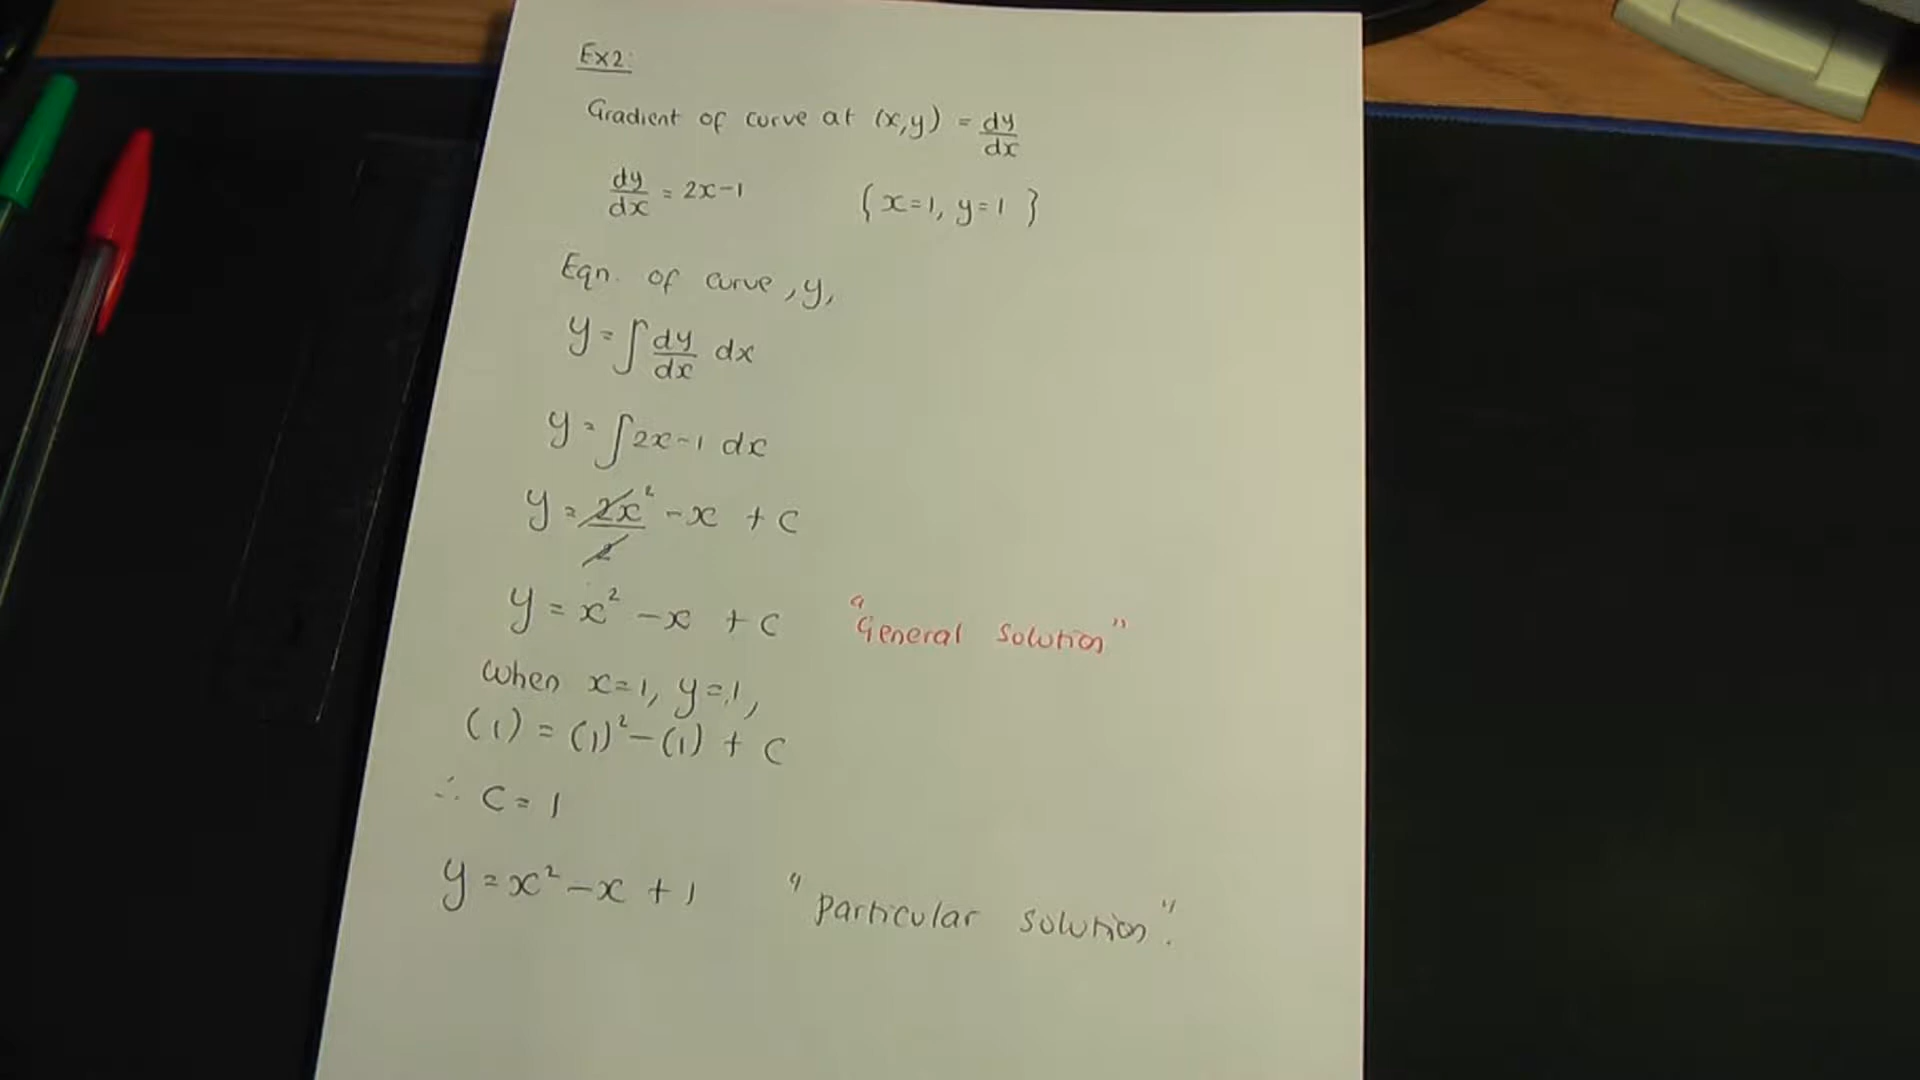 Ex2:
Gradient of curve at (x,y) = dy/dx
dy/dx = 2x-1 {x=1, y=1}
Eqn. of curve, y,
y = ∫ dy/dx dx
y = ∫ 2x-1 dx
y = 2x²/2 - x + c
y = x² - x + c "General solution"
when x=1, y=1,
(1) = (1)² - (1) + c
∴ c = 1
y = x² - x + 1 "particular solution".